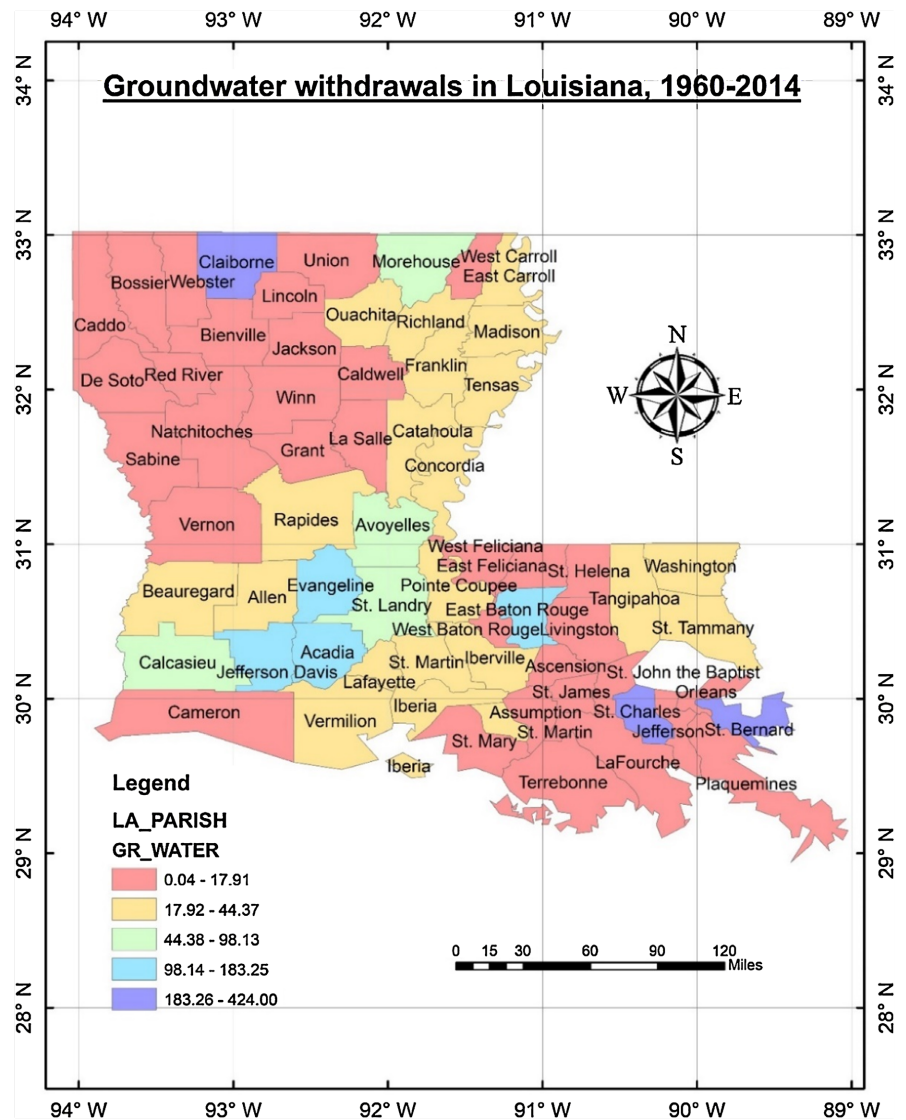 94° W 93° W 92° W 91° W 90° W 89° W
34° N 34° N
Groundwater withdrawals in Louisiana, 1960-2014
33° N 33° N
Claiborne Union Morehouse West Carroll
East Carroll
Bossier Webster
Lincoln
Ouachita Richland
Caddo Bienville Madison
Jackson
N
Franklin
De Soto Red River Caldwell Tensas
32° N 32° N
W E
Winn
Natchitoches La Salle Catahoula
Grant
S
Sabine Concordia
Vernon Rapides Avoyelles
31° N 31° N
West Feliciana
East Feliciana St. Helena Washington
Beauregard Allen Evangeline Pointe Coupee
St. Landry East Baton Rouge Tangipahoa
West Baton Rouge Livingston St. Tammany
Calcasieu Jefferson Davis Acadia St. Martin Iberville
Ascension St. John the Baptist
Lafayette
30° N 30° N
St. James Orleans
Cameron Vermilion Iberia Assumption St. Charles
St. Martin Jefferson St. Bernard
St. Mary
Iberia LaFourche
Terrebonne Plaquemines
Legend
LA_PARISH
GR_WATER
29° N 29° N
0.04 - 17.91
17.92 - 44.37
44.38 - 98.13
98.14 - 183.25
183.26 - 424.00
0 15 30 60 90 120
Miles
28° N 28° N
94° W 93° W 92° W 91° W 90° W 89° W